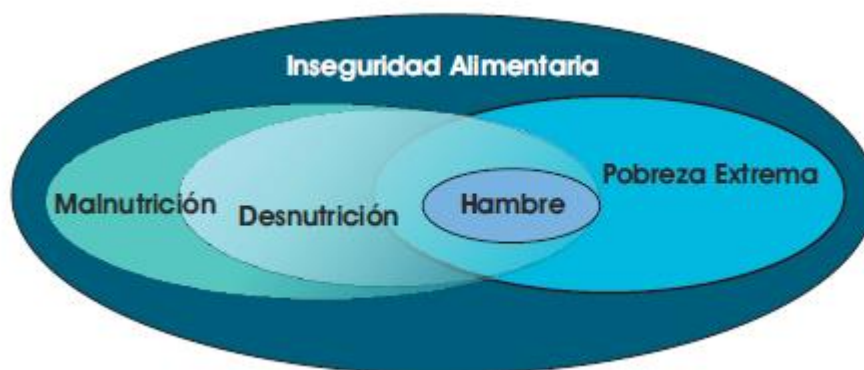 Inseguridad Alimentaria
Malnutrición
Desnutrición
Hambre
Pobreza Extrema